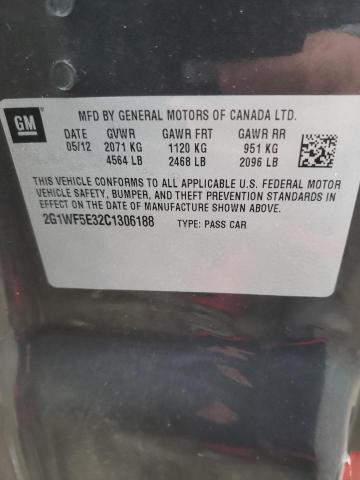 GM
MFD BY GENERAL MOTORS OF CANADA LTD.
DATE GVWR GAWR FRT GAWR RR
05/12 2071 KG 1120 KG 951 KG
4564 LB 2468 LB 2096 LB
THIS VEHICLE CONFORMS TO ALL APPLICABLE U.S. FEDERAL MOTOR
VEHICLE SAFETY, BUMPER, AND THEFT PREVENTION STANDARDS IN
EFFECT ON THE DATE OF MANUFACTURE SHOWN ABOVE.
2G1WF5E32C1306188 TYPE: PASS CAR